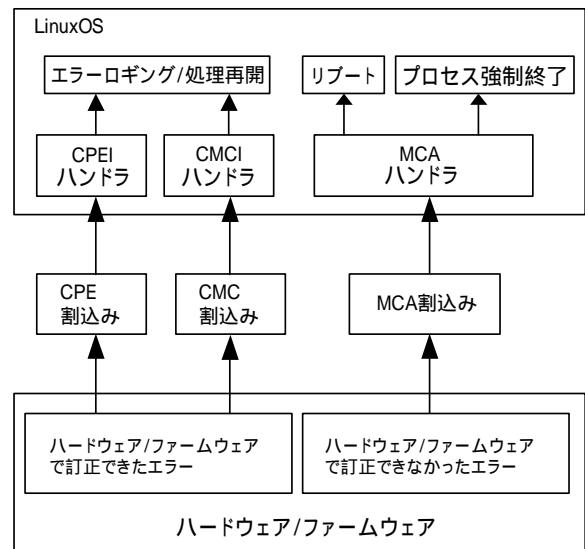 LinuxOS
エラーロギング/処理再開
リブート
プロセス強制終了
CPEI
ハンドラ
CMCI
ハンドラ
MCA
ハンドラ
CPE
割込み
CMC
割込み
MCA割込み
ハードウェア/ファームウェア
で訂正できたエラー
ハードウェア/ファームウェア
で訂正できなかったエラー
ハードウェア/ファームウェア